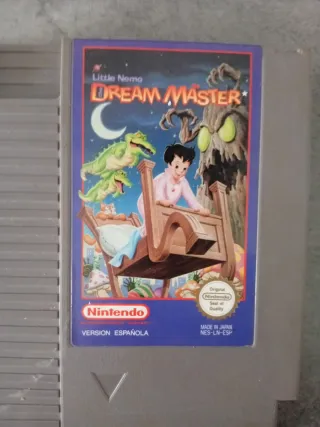 Little Nemo
DREAM MASTER
Nintendo
VERSION ESPAÑOLA
Original
Nintendo
Seal of
Quality
MADE IN JAPAN
NES-LN-ESP